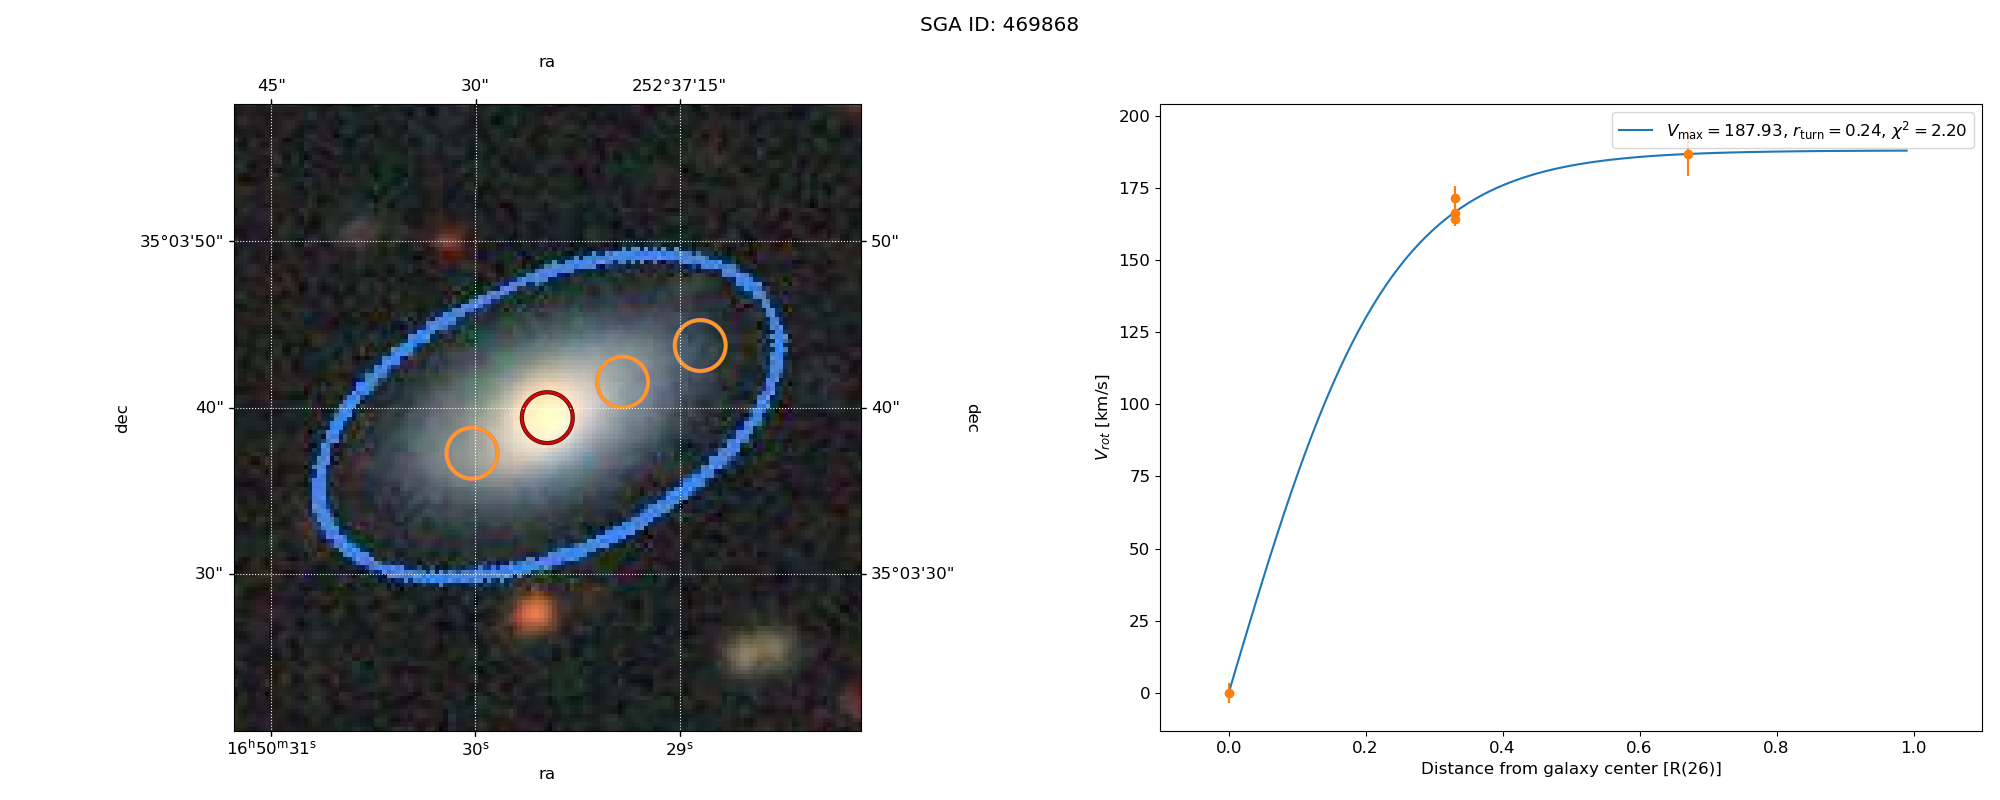 SGA ID: 469868
ra
45" 30" 252°37'15"
35°03'50" 50"
40" 40"
30" 35°03'30"
dec
dec
16ʰ50ᵐ31ˢ 30ˢ 29ˢ
ra
V_max = 187.93, r_turn = 0.24, χ² = 2.20
200
175
150
125
100
75
50
25
0
V_rot [km/s]
0.0 0.2 0.4 0.6 0.8 1.0
Distance from galaxy center [R(26)]